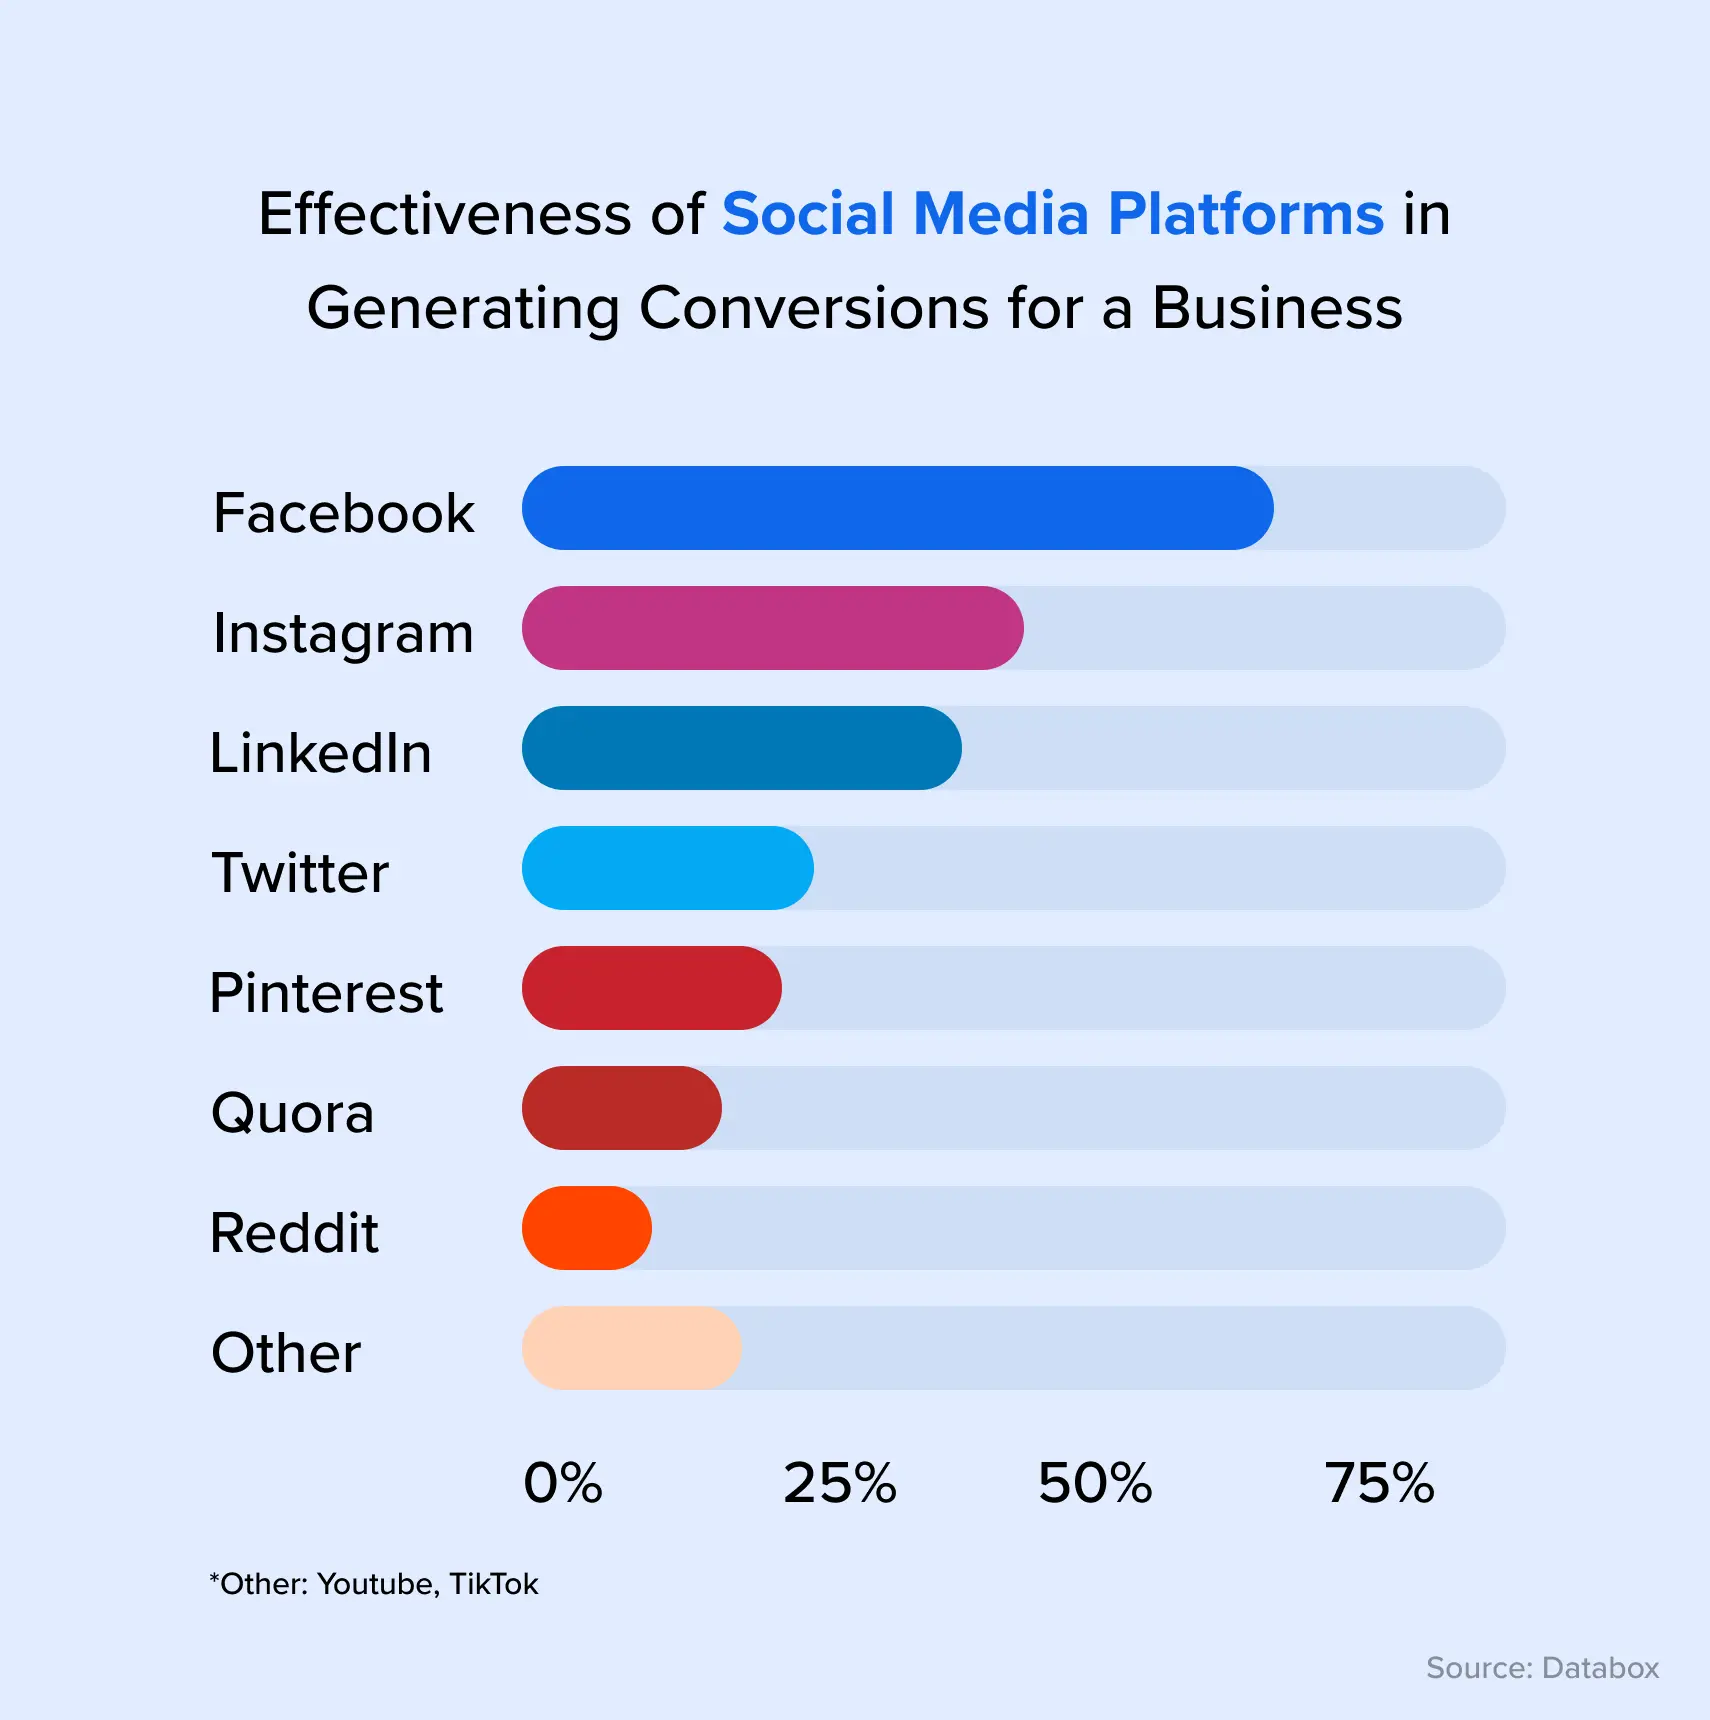 Effectiveness of Social Media Platforms in
Generating Conversions for a Business
Facebook
Instagram
LinkedIn
Twitter
Pinterest
Quora
Reddit
Other
0% 25% 50% 75%
*Other: Youtube, TikTok
Source: Databox